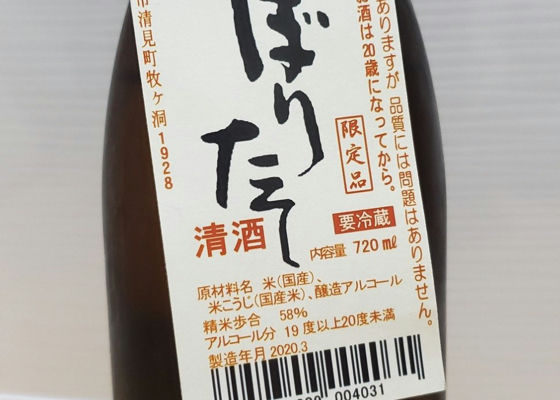 ありますが品質には問題はありません。
お酒は20歳になってから。
限定品
要冷蔵
ぼりたて
清酒
内容量 720ml
市清見町牧ケ洞1928
原材料名 米(国産)、
米こうじ(国産米)、醸造アルコール
精米歩合 58%
アルコール分 19度以上20度未満
製造年月 2020.3
004031